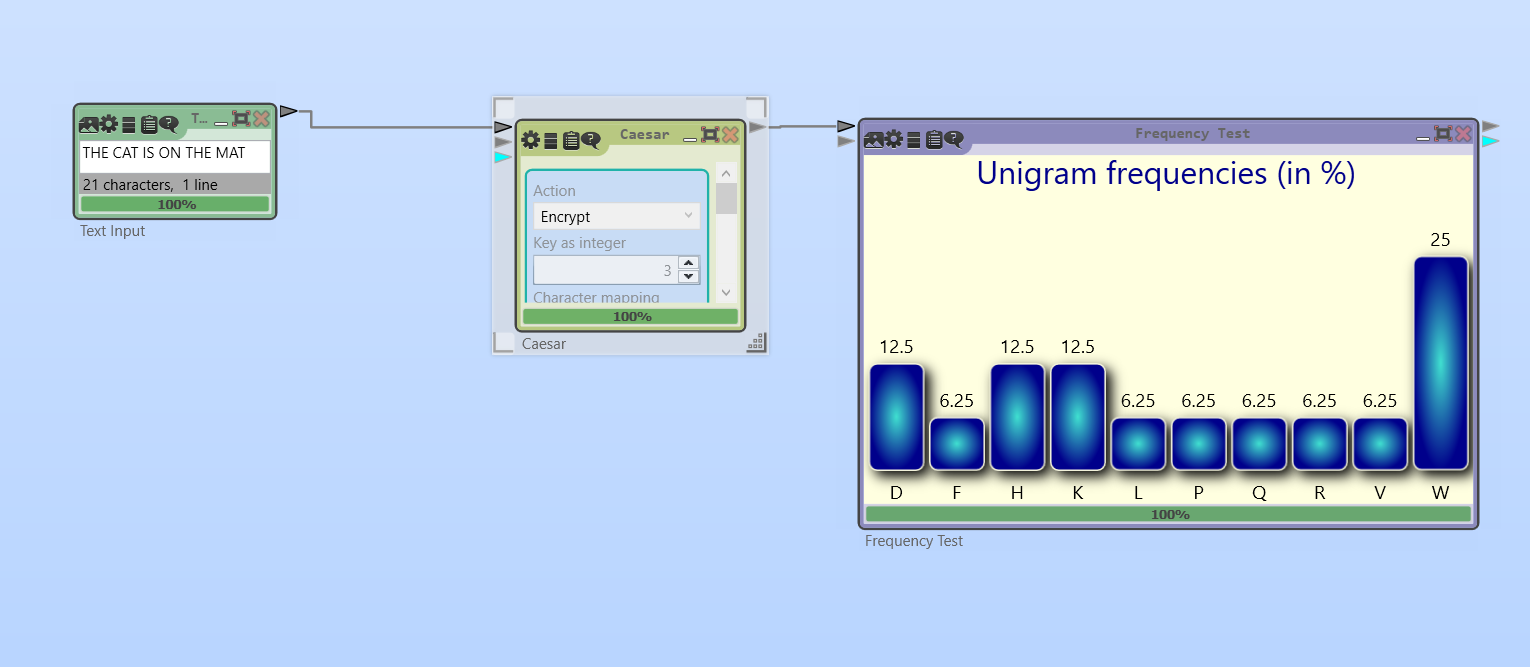 T...
THE CAT IS ON THE MAT
21 characters,  1 line
100%
Text Input
Caesar
Action
Encrypt
Key as integer
3
Character mapping
100%
Caesar
Frequency Test
Unigram frequencies (in %)
25
12.5 12.5 12.5
6.25 6.25 6.25 6.25 6.25 6.25
D F H K L P Q R V W
100%
Frequency Test